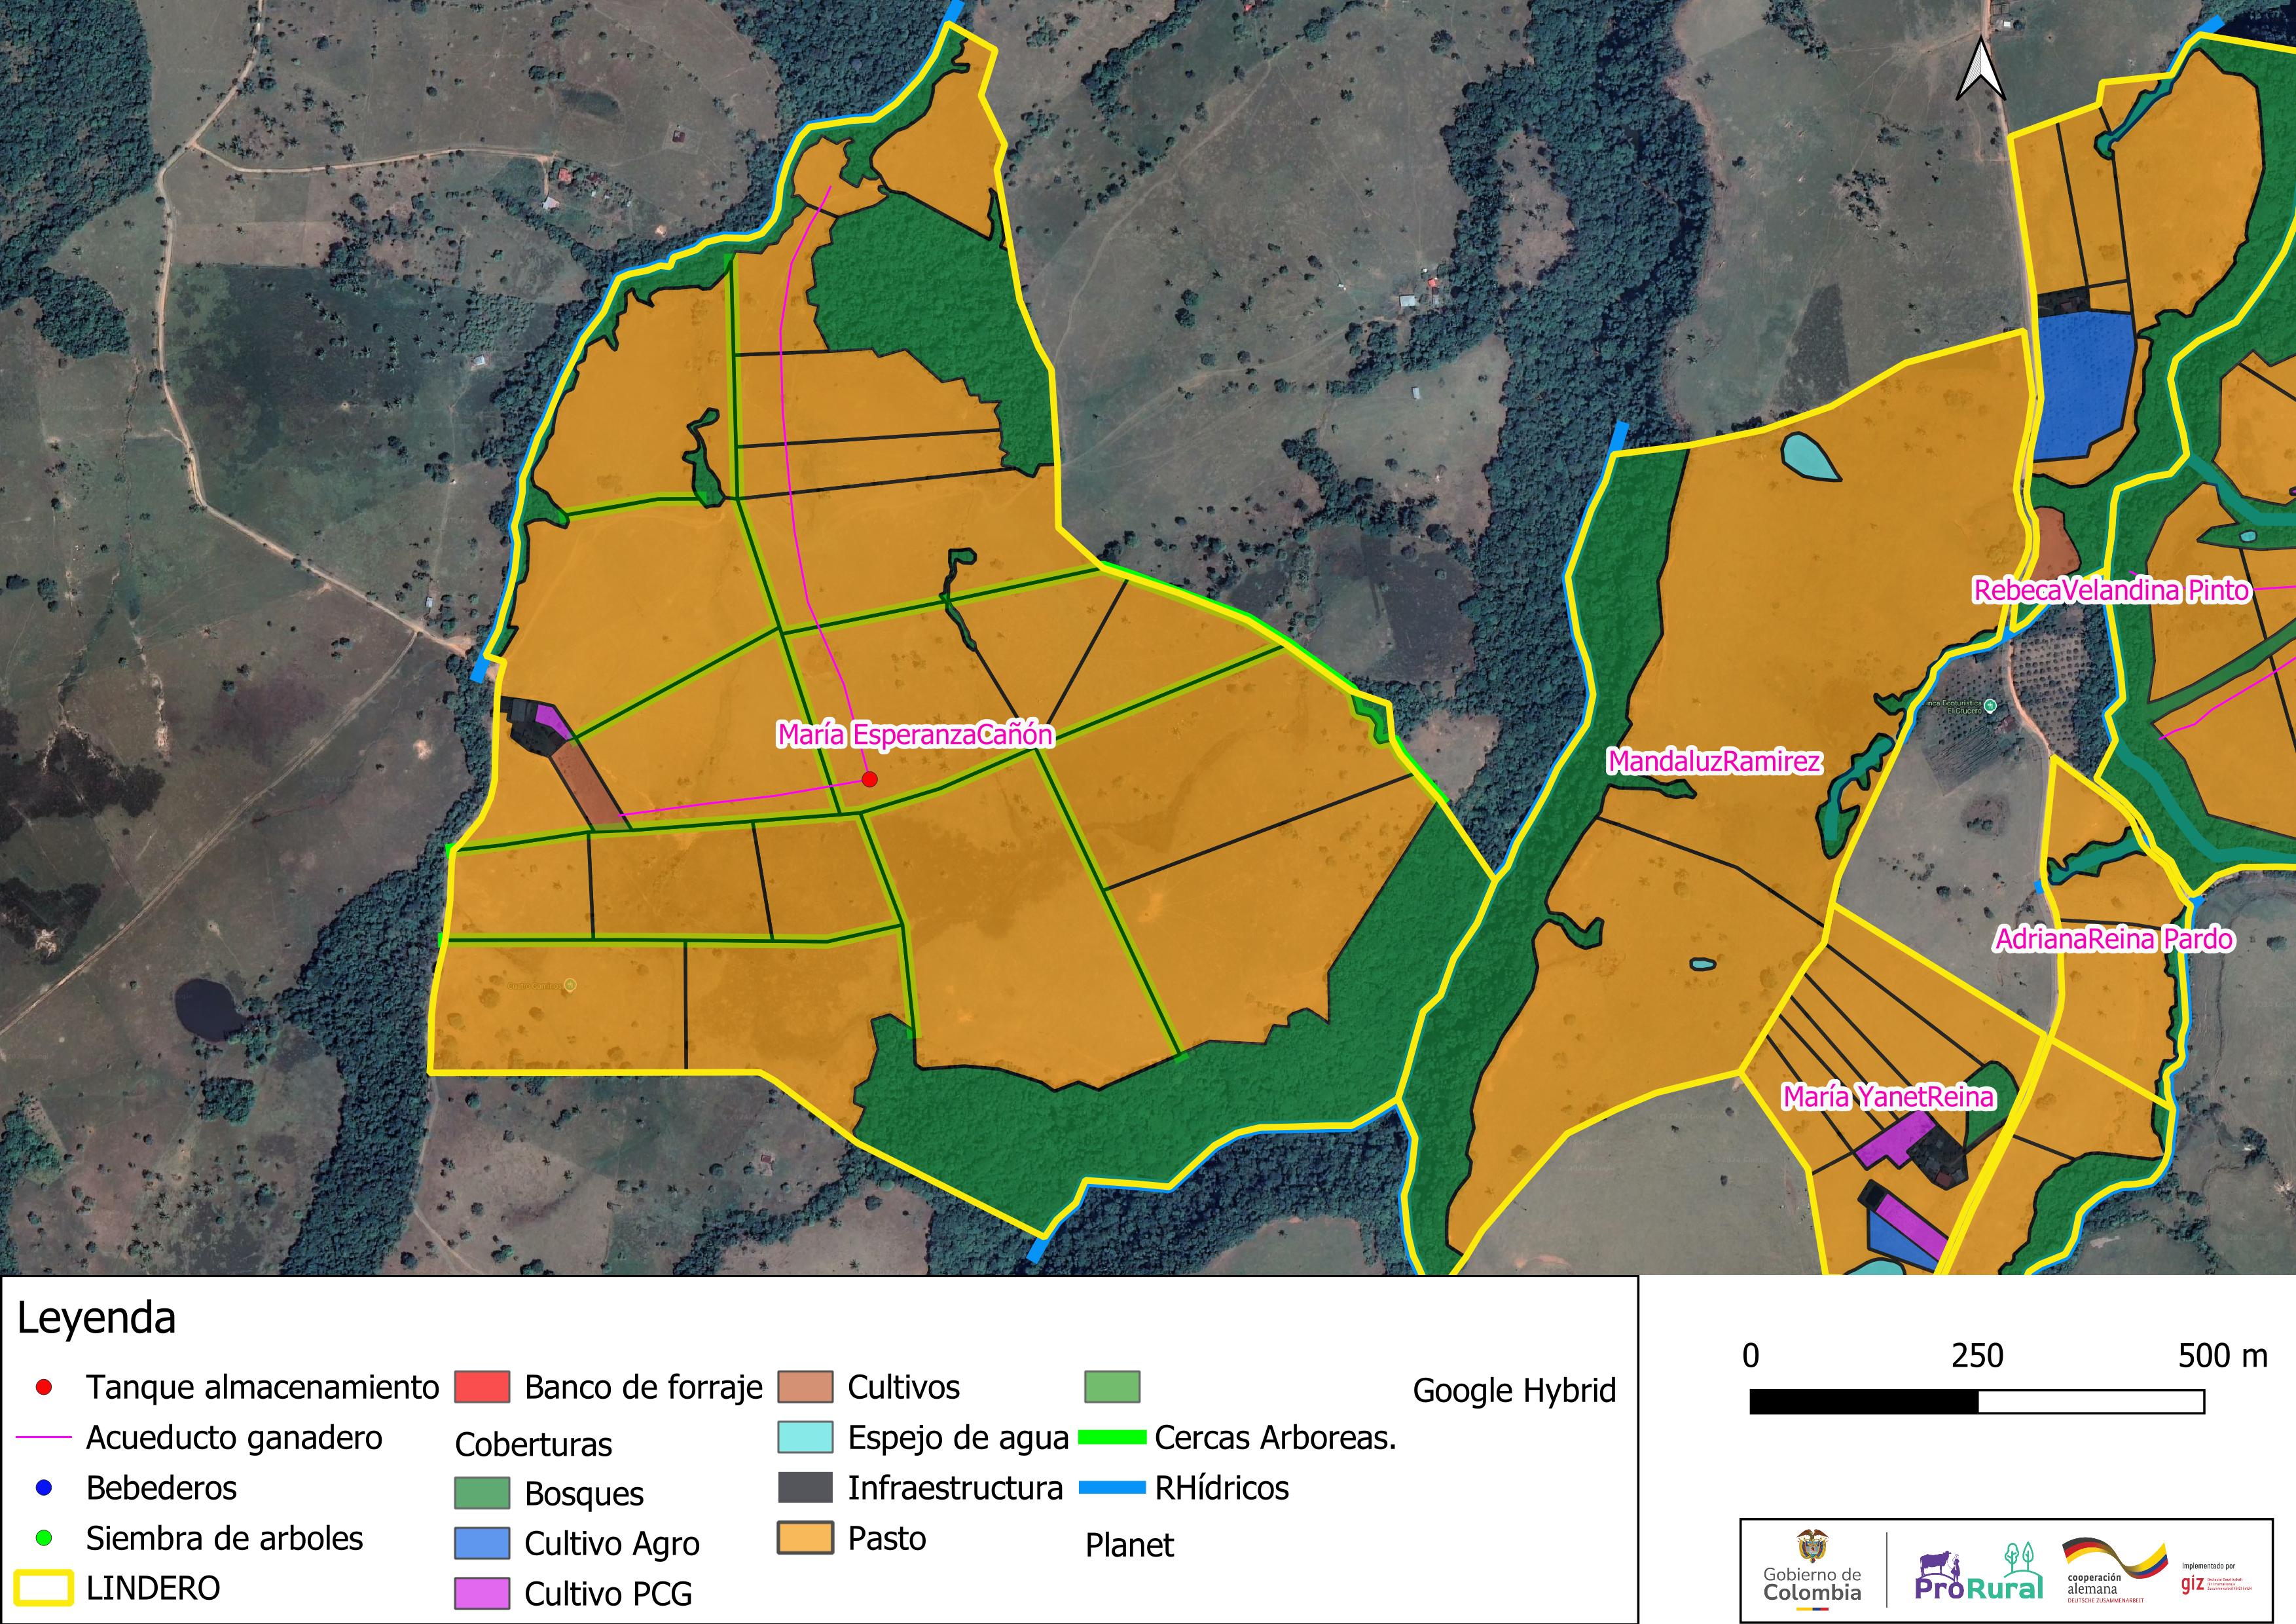 RebecaVelandina Pinto
El Crucero
María EsperanzaCañón
MandaluzRamirez
AdrianaReina Pardo
María YanetReina
Leyenda
Tanque almacenamiento
Acueducto ganadero
Bebederos
Siembra de arboles
LINDERO
Banco de forraje
Coberturas
Bosques
Cultivo Agro
Cultivo PCG
Cultivos
Espejo de agua
Infraestructura
Pasto
Cercas Arboreas.
RHídricos
Planet
Google Hybrid
0 250 500 m
Gobierno de
Colombia
ProRural
cooperación
alemana
DEUTSCHE ZUSAMMENARBEIT
Implementado por
giz